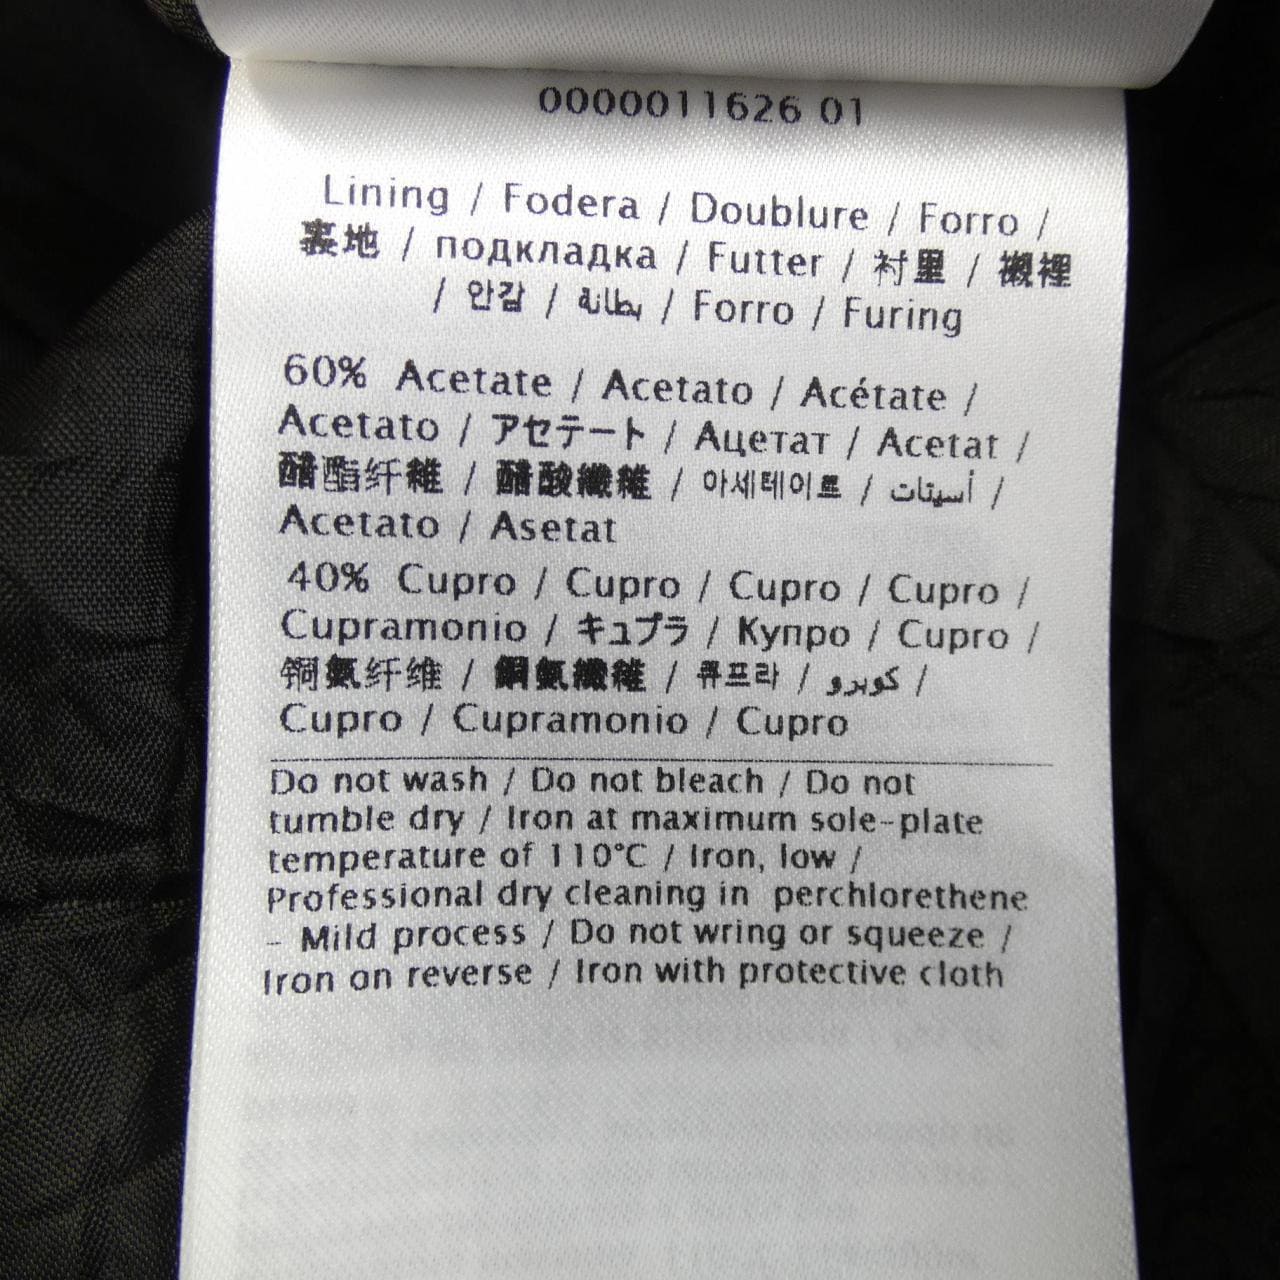 0000011626 01
Lining / Fodera / Doublure / Forro /
裏地 / подкладка / Futter / 衬里 / 襯裡
/ 안감 / بطانة / Forro / Furing
60% Acetate / Acetato / Acétate /
Acetato / アセテート / Ацетат / Acetat /
醋酯纤維 / 醋酸纖維 / 아세테이트 / أسيتات /
Acetato / Asetat
40% Cupro / Cupro / Cupro / Cupro /
Cupramonio / キュプラ / Купро / Cupro /
铜氨纤维 / 銅氨纖維 / 큐프라 / كوبرو /
Cupro / Cupramonio / Cupro
Do not wash / Do not bleach / Do not
tumble dry / Iron at maximum sole-plate
temperature of 110°C / Iron, low /
Professional dry cleaning in perchlorethene
- Mild process / Do not wring or squeeze /
Iron on reverse / Iron with protective cloth